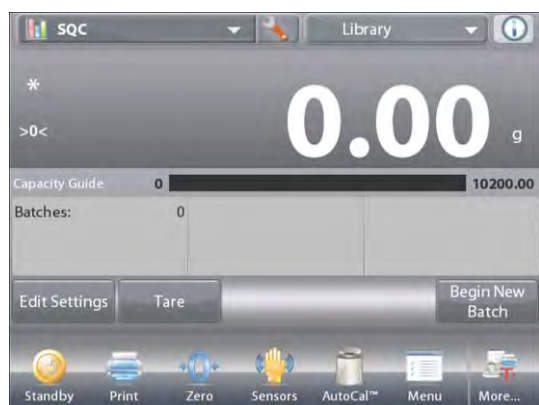 SQC
Library
*
>0<
0.00 g
Capacity Guide 0 10200.00
Batches: 0
Edit Settings
Tare
Begin New
Batch
Standby Print Zero Sensors AutoCal™ Menu More...